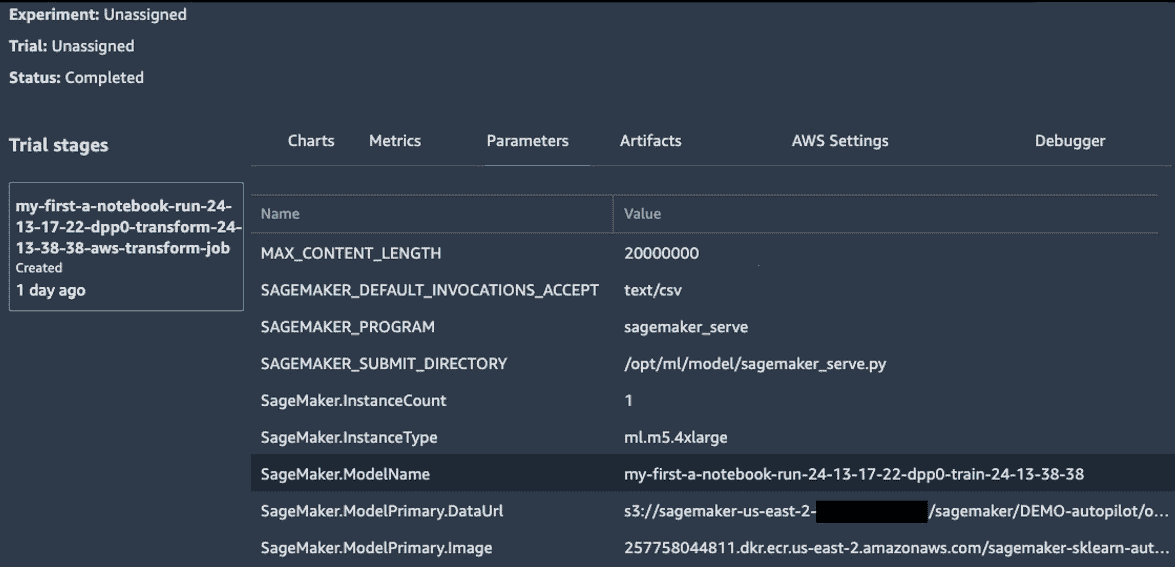 Experiment: Unassigned
Trial: Unassigned
Status: Completed
Trial stages
Charts Metrics Parameters Artifacts AWS Settings Debugger
my-first-a-notebook-run-24-
13-17-22-dpp0-transform-24-
13-38-38-aws-transform-job
Created
1 day ago
Name Value
MAX_CONTENT_LENGTH 20000000
SAGEMAKER_DEFAULT_INVOCATIONS_ACCEPT text/csv
SAGEMAKER_PROGRAM sagemaker_serve
SAGEMAKER_SUBMIT_DIRECTORY /opt/ml/model/sagemaker_serve.py
SageMaker.InstanceCount 1
SageMaker.InstanceType ml.m5.4xlarge
SageMaker.ModelName my-first-a-notebook-run-24-13-17-22-dpp0-train-24-13-38-38
SageMaker.ModelPrimary.DataUrl s3://sagemaker-us-east-2- /sagemaker/DEMO-autopilot/o...
SageMaker.ModelPrimary.Image 257758044811.dkr.ecr.us-east-2.amazonaws.com/sagemaker-sklearn-aut...